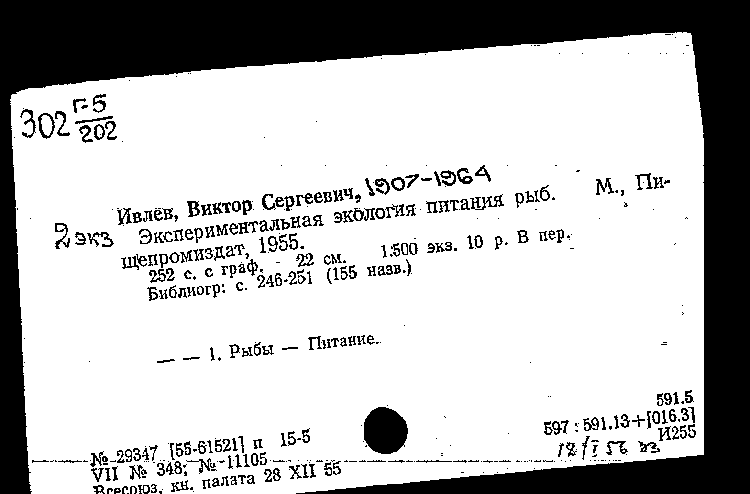 302 Г-5
202
Ивлев, Виктор Сергеевич, 1907-1964
2 экз Экспериментальная экология питания рыб. М., Пи-
щепромиздат, 1955.
252 с. с граф. 22 см. 1.500 экз. 10 р. В пер.
Библиогр: с. 246-251 (155 назв.)
— — 1. Рыбы — Питание.
591.5
№ 29347 [55-61521] п 15-5 597 : 591.13+[016.3]
VII № 348; № 11105 И255
12/I 56
Всесоюз. кн. палата 28 XII 55